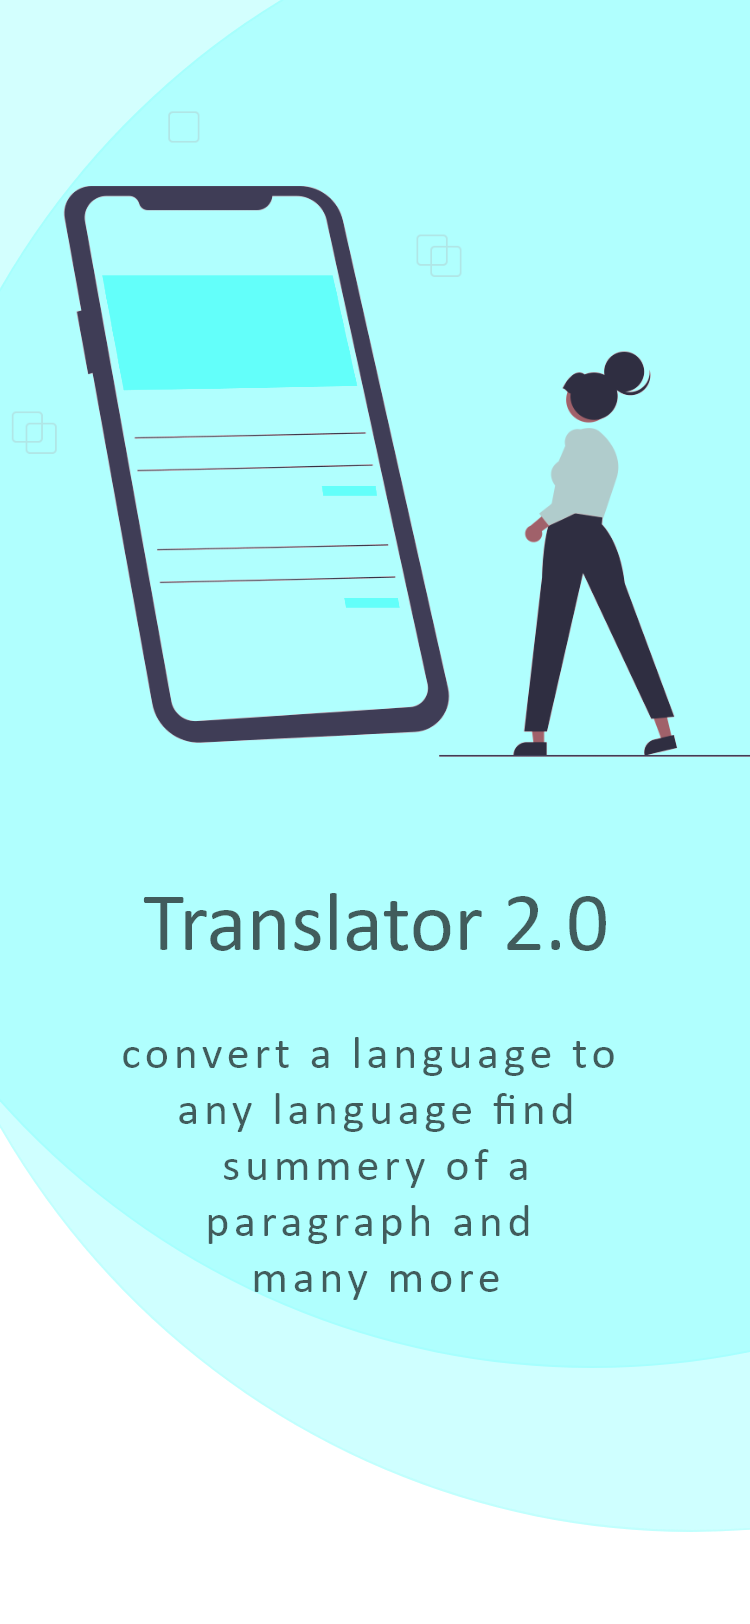 Translator 2.0
convert a language to
any language find
summery of a
paragraph and
many more